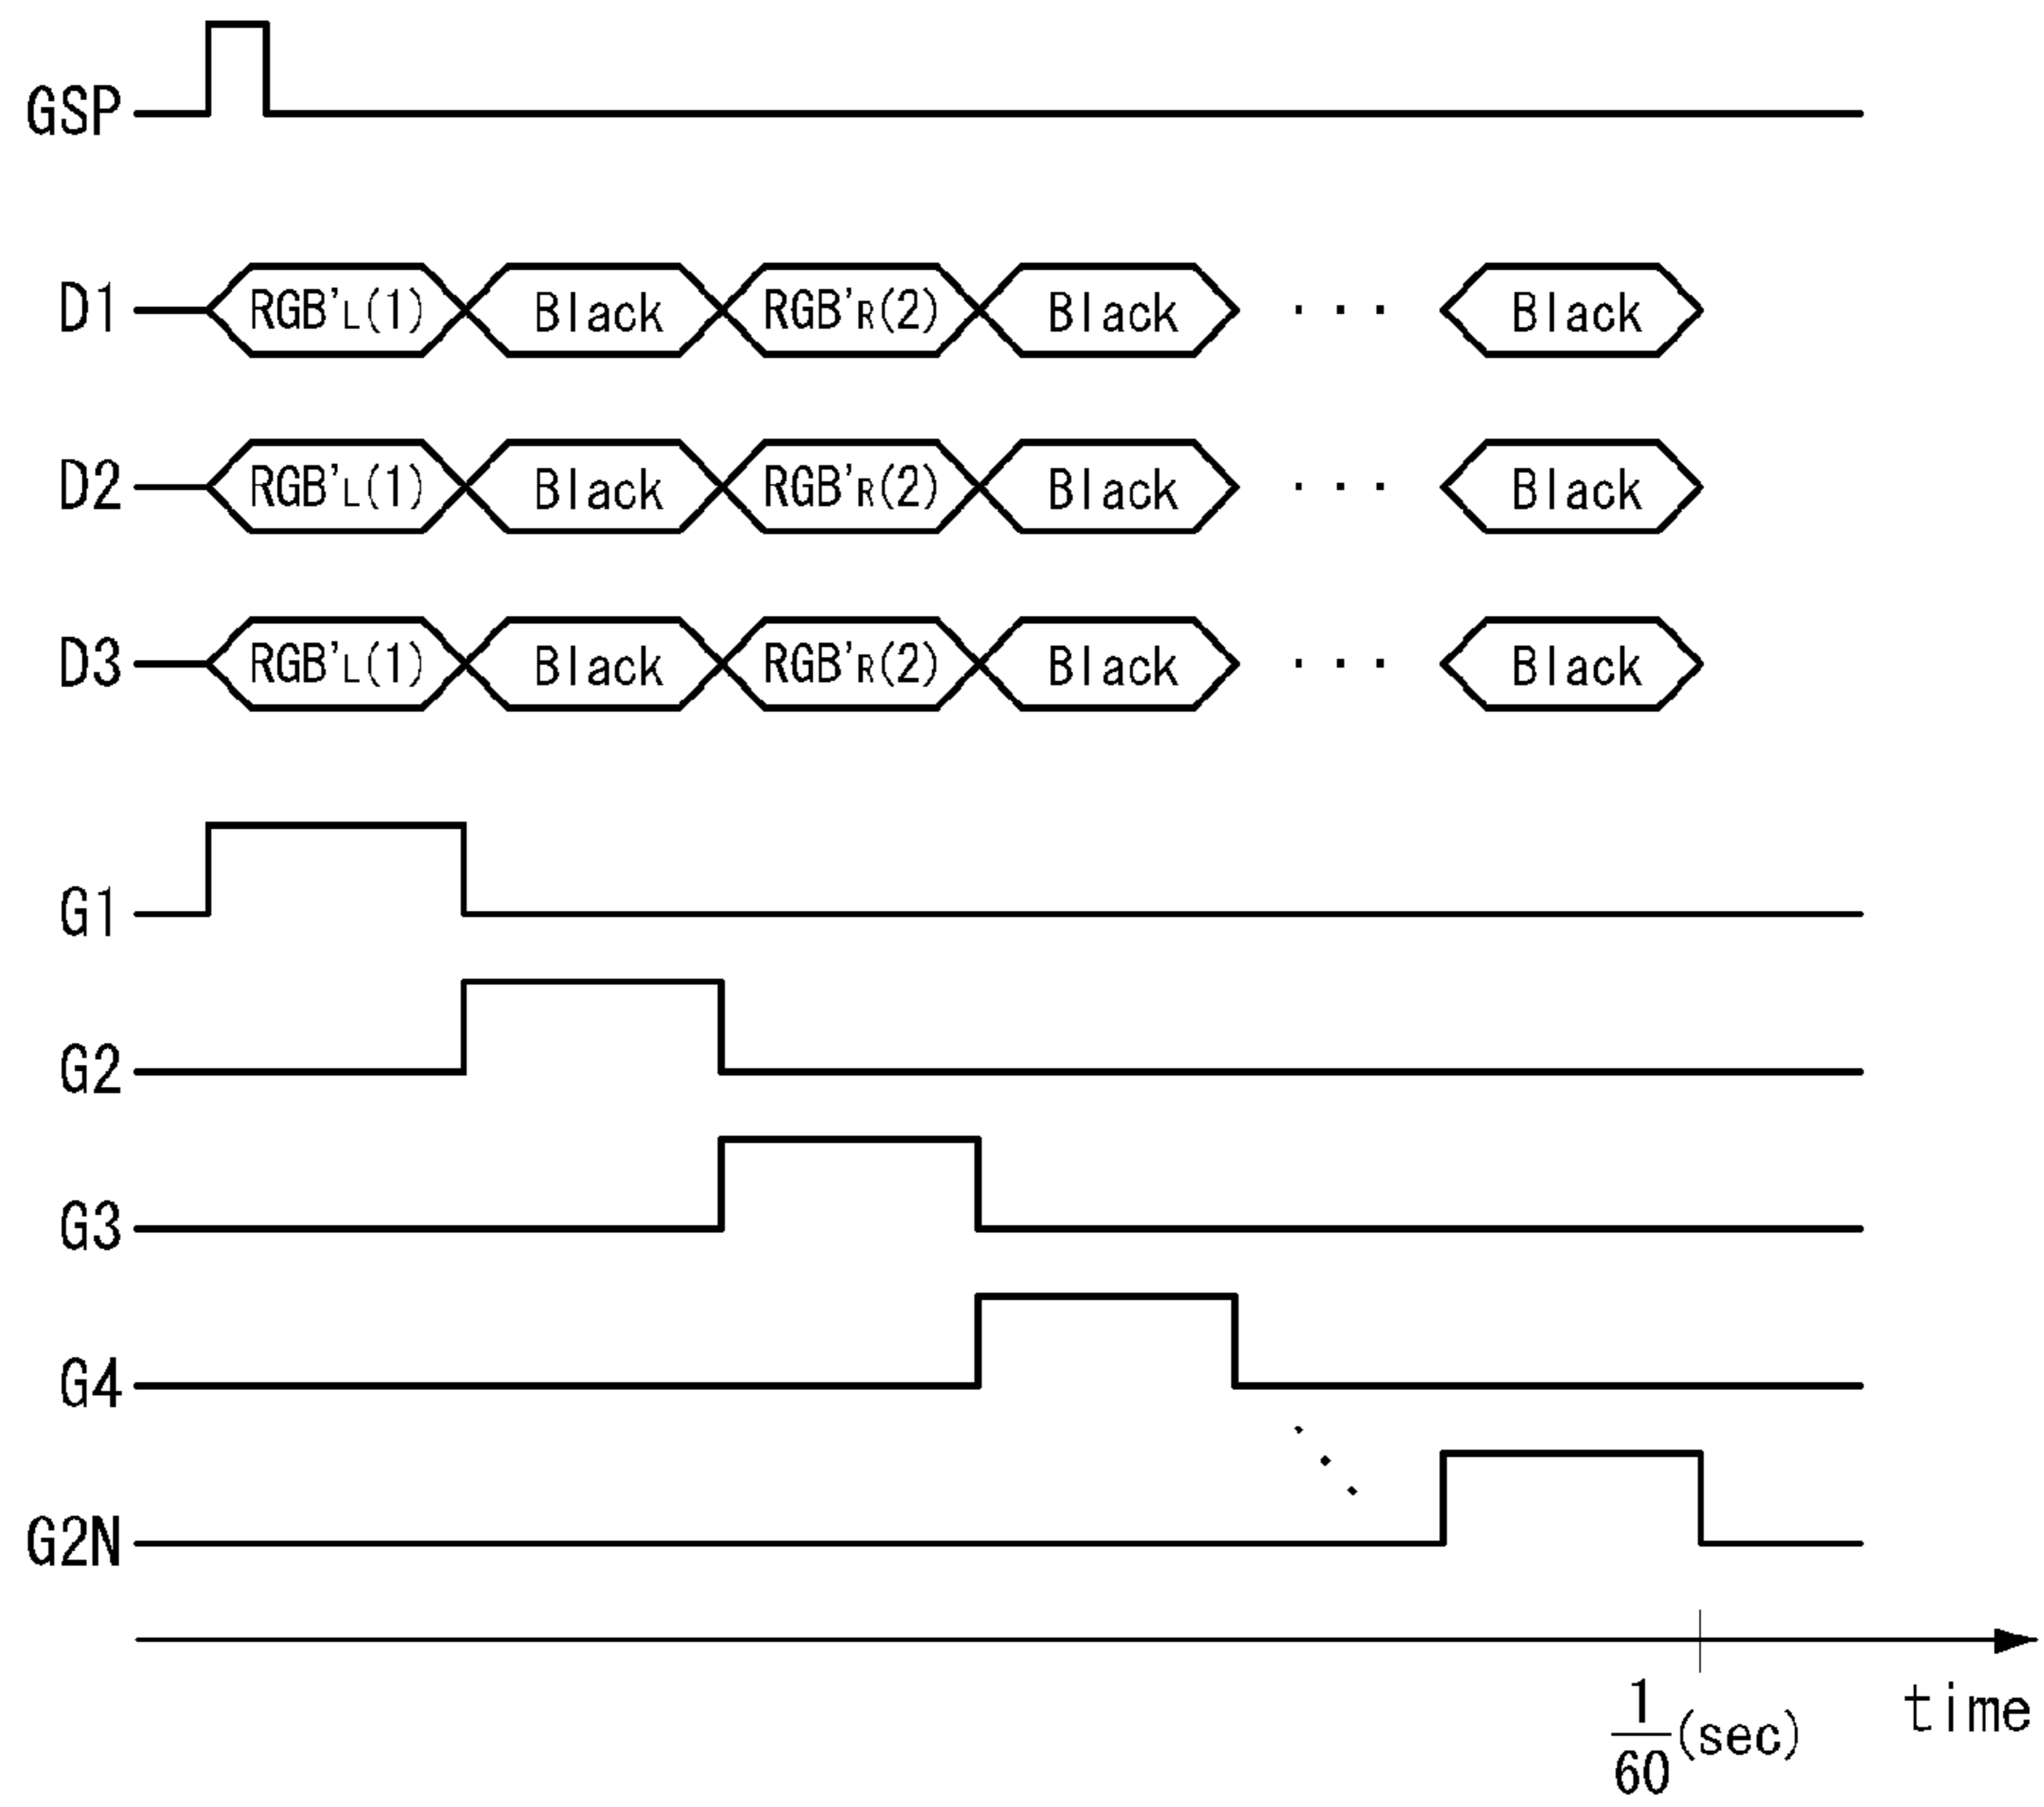 GSP
D1 RGB'L(1) Black RGB'R(2) Black ... Black
D2 RGB'L(1) Black RGB'R(2) Black ... Black
D3 RGB'L(1) Black RGB'R(2) Black ... Black
G1
G2
G3
G4
G2N
1/60 (sec) time